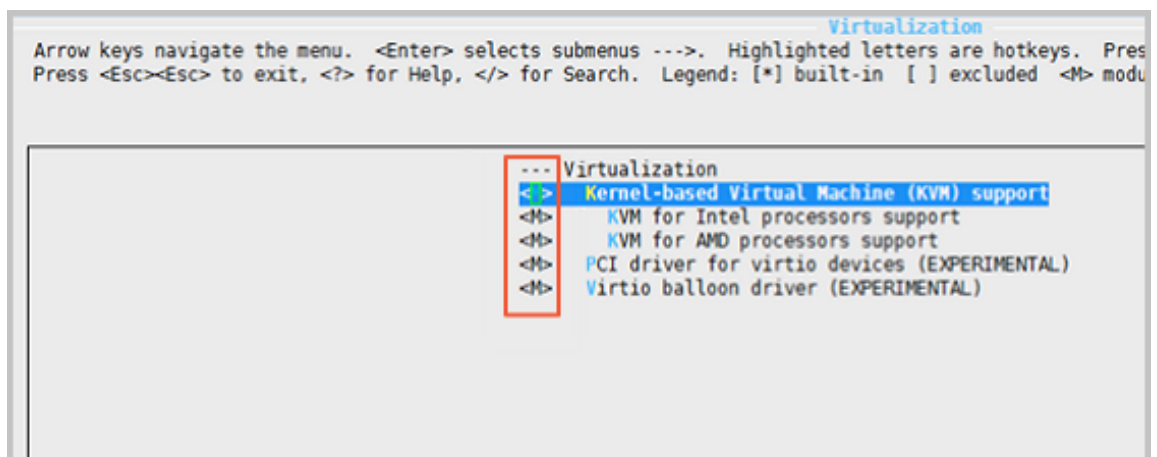 Virtualization
Arrow keys navigate the menu. <Enter> selects submenus --->. Highlighted letters are hotkeys. Pres
Press <Esc><Esc> to exit, <?> for Help, </> for Search. Legend: [*] built-in [ ] excluded <M> modu
--- Virtualization
< > Kernel-based Virtual Machine (KVM) support
<M> KVM for Intel processors support
<M> KVM for AMD processors support
<M> PCI driver for virtio devices (EXPERIMENTAL)
<M> Virtio balloon driver (EXPERIMENTAL)